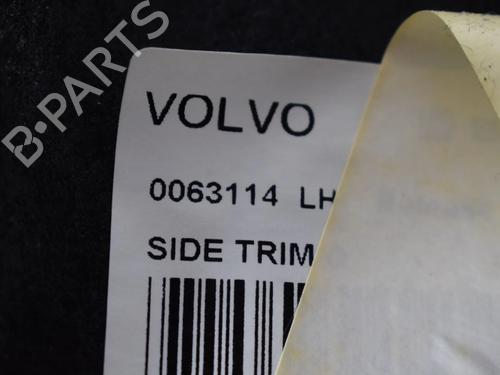 B-PARTS
VOLVO
0063114 LH
SIDE TRIM